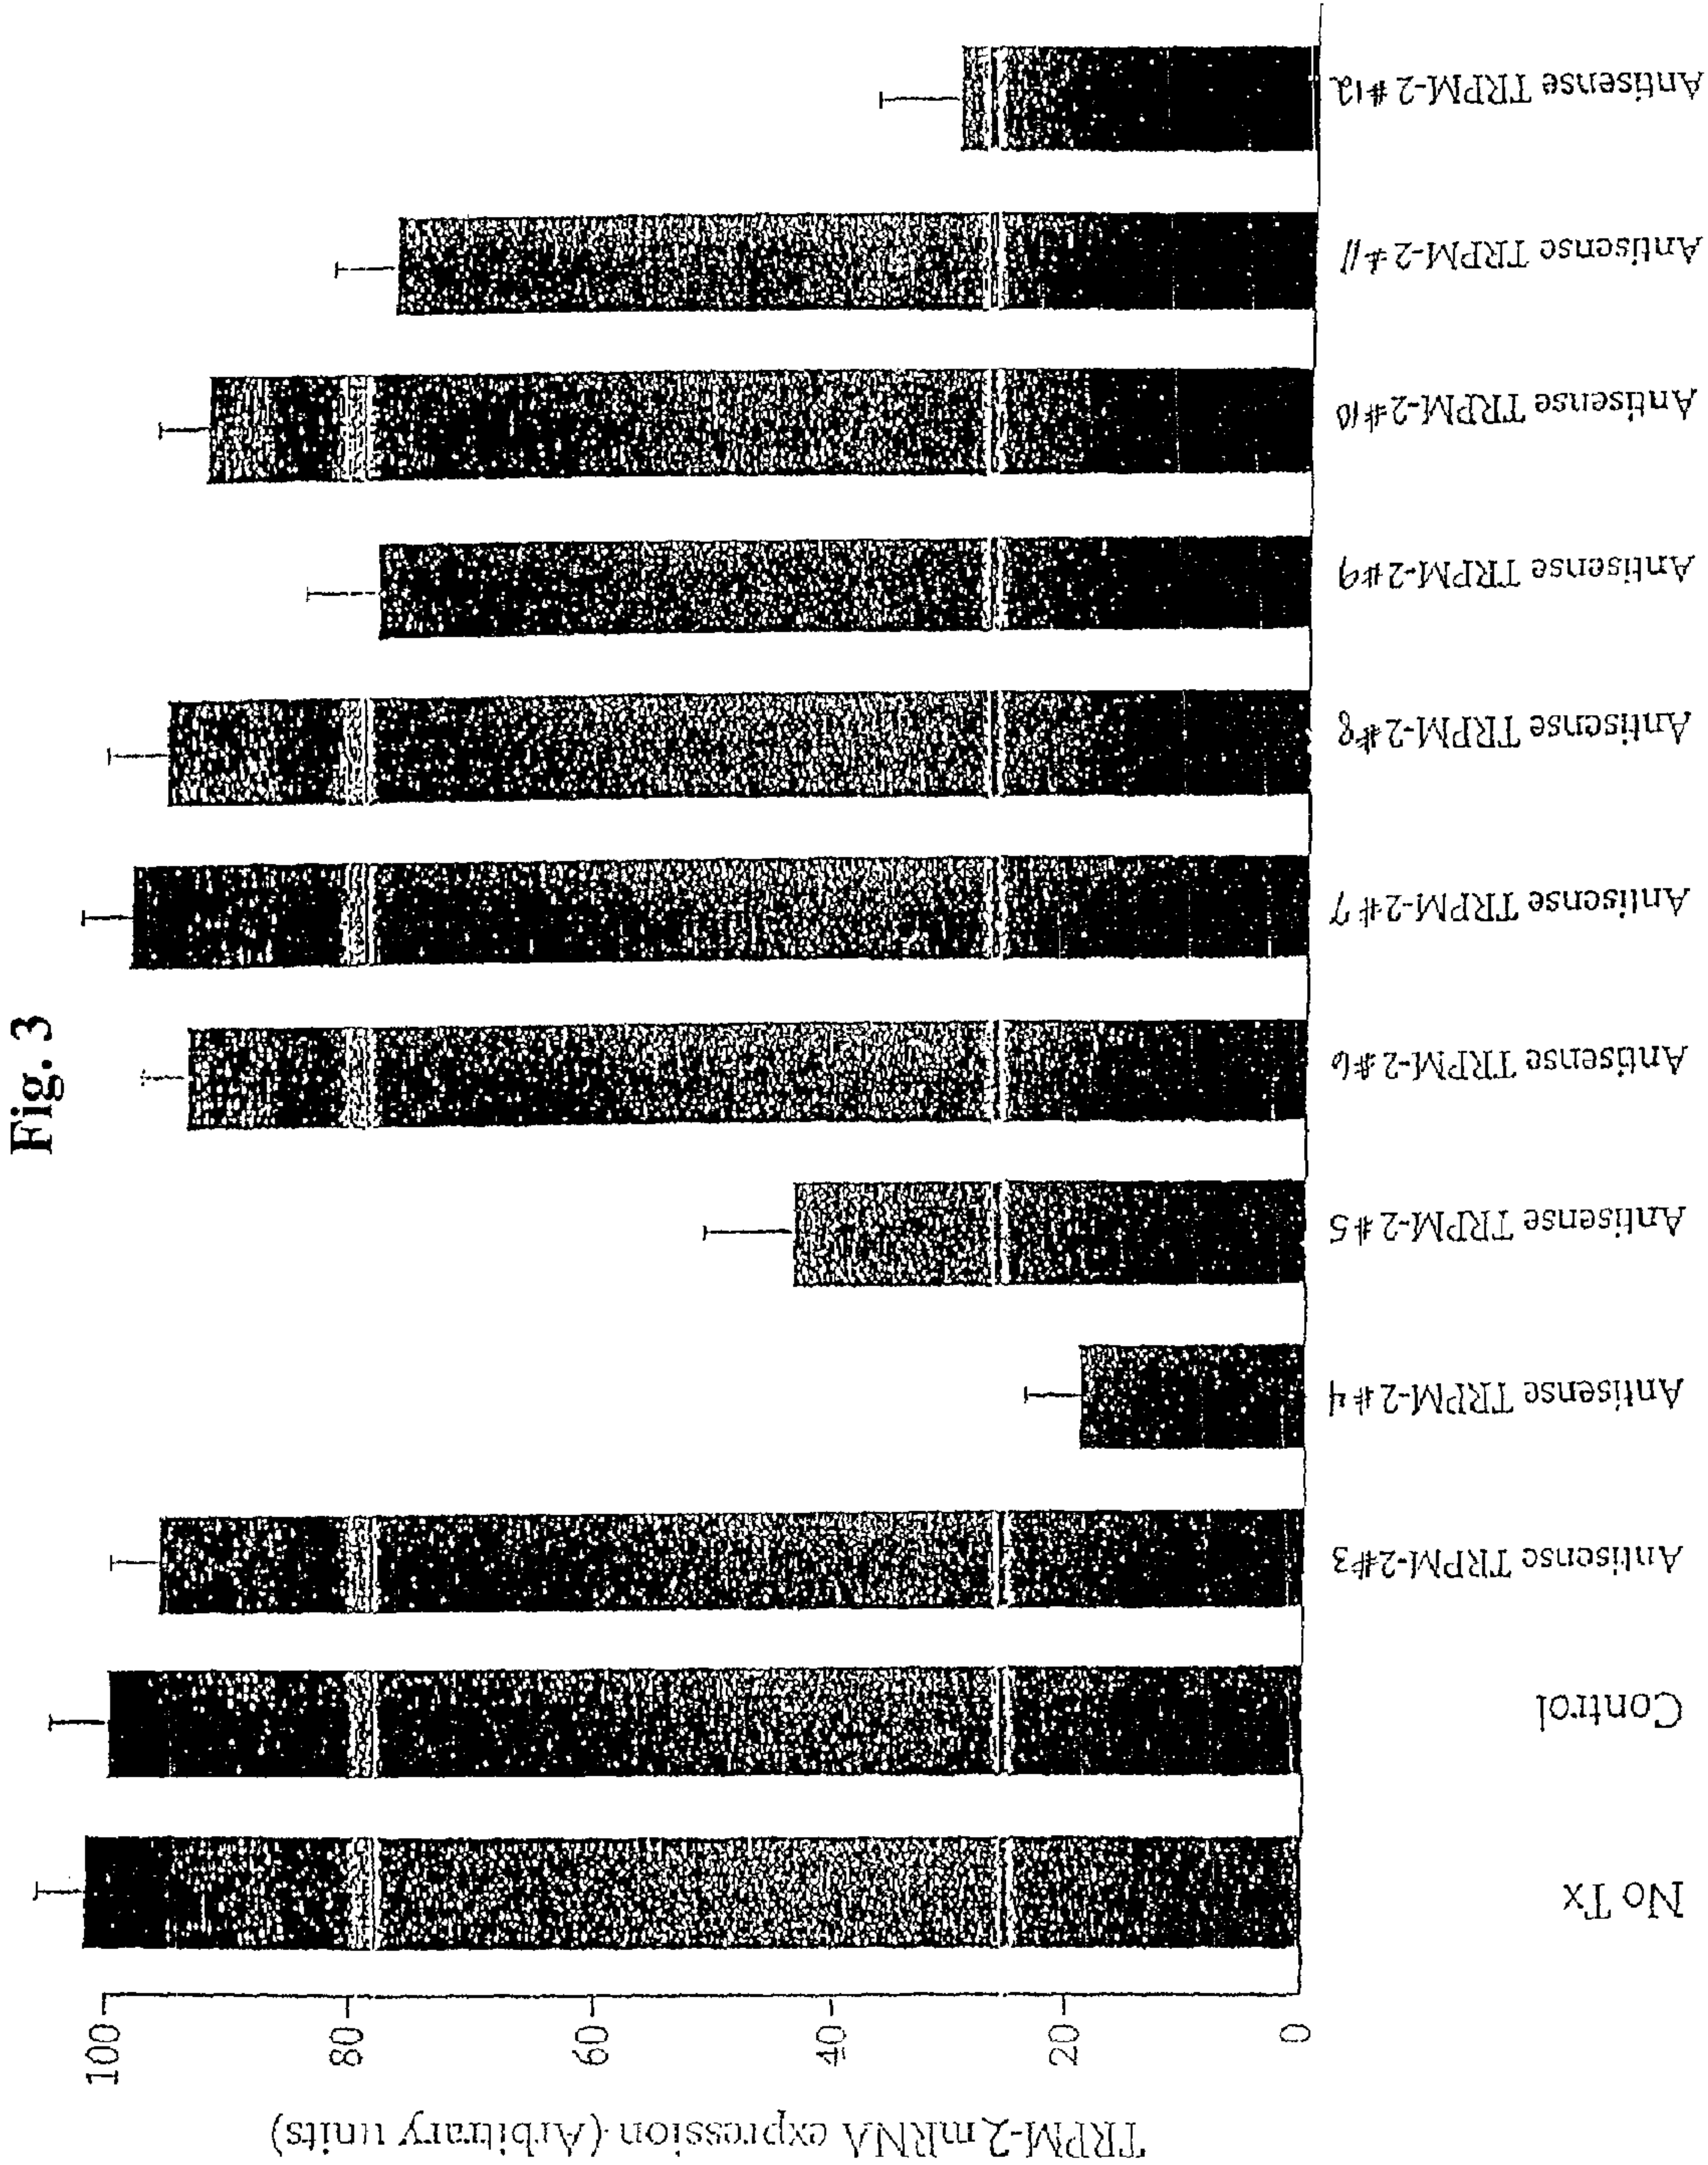 Fig. 3
TRPM-2 mRNA expression (Arbitrary units)
100
80
60
40
20
0
No Tx
Control
Antisense TRPM-2 #3
Antisense TRPM-2 #4
Antisense TRPM-2 #5
Antisense TRPM-2 #6
Antisense TRPM-2 #7
Antisense TRPM-2 #8
Antisense TRPM-2 #9
Antisense TRPM-2 #10
Antisense TRPM-2 #11
Antisense TRPM-2 #12